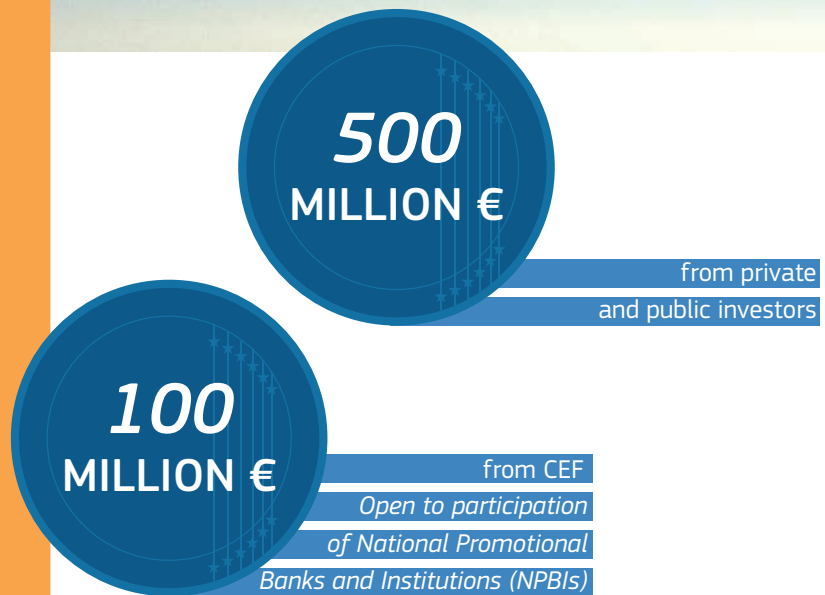 500
MILLION €
from private
and public investors
100
MILLION €
from CEF
Open to participation
of National Promotional
Banks and Institutions (NPBIs)